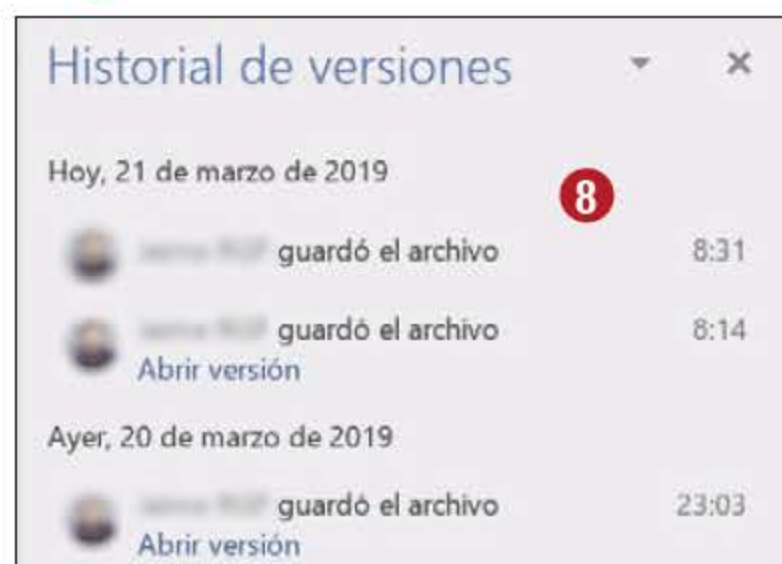 Historial de versiones
Hoy, 21 de marzo de 2019
8
guardó el archivo 8:31
guardó el archivo 8:14
Abrir versión
Ayer, 20 de marzo de 2019
guardó el archivo 23:03
Abrir versión